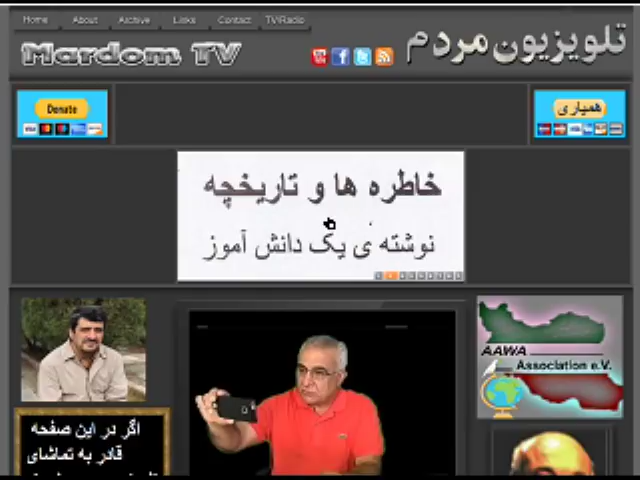 Home About Archive Links Contact TV/Radio
Mardom TV
تلویزیون مردم
Donate
همیاری
خاطره ها و تاریخچه
نوشته ی یک دانش آموز
AAWA
Association e.V.
اگر در این صفحه
قادر به تماشای